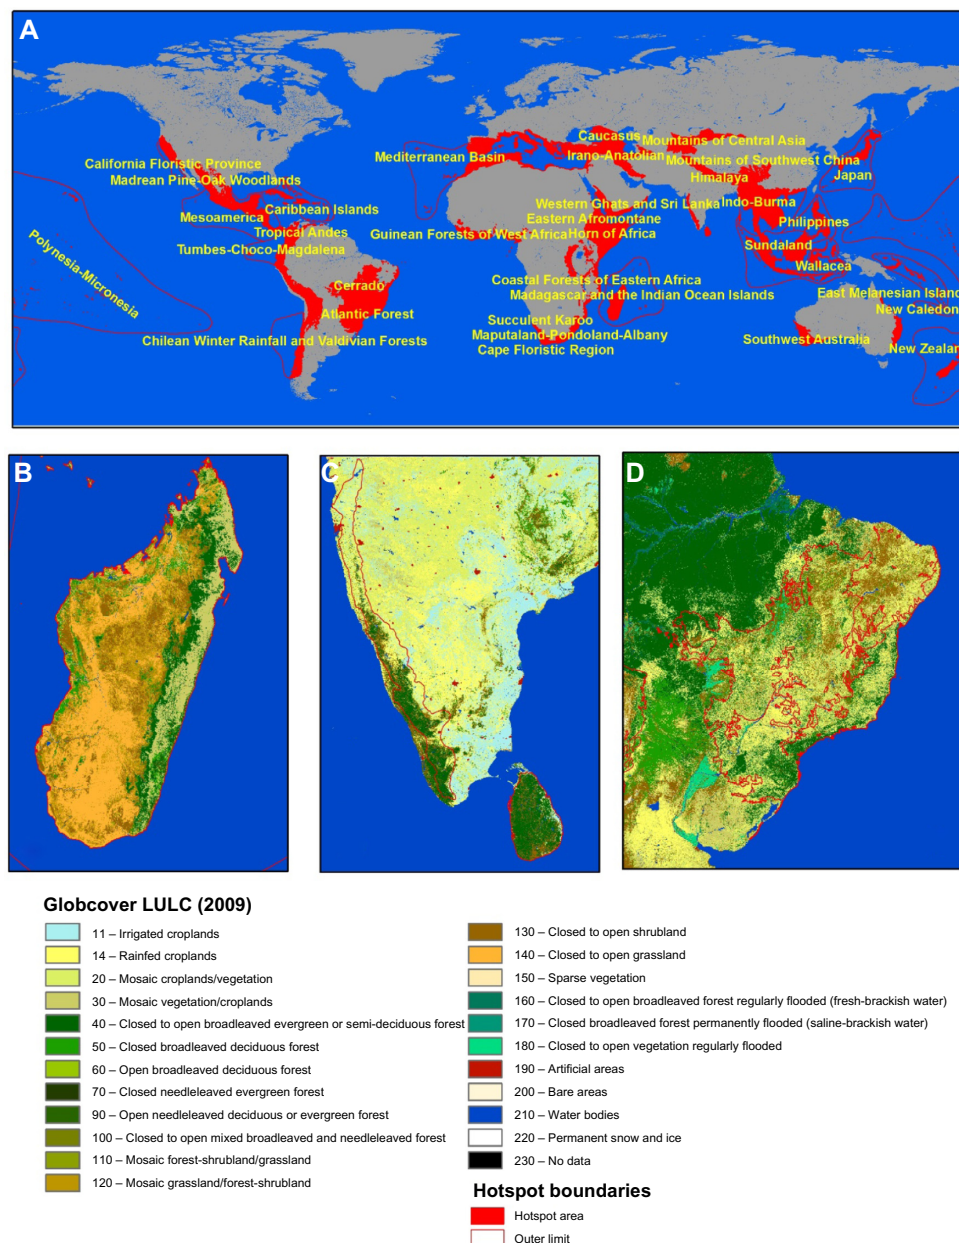 A
Caucasus
Mountains of Central Asia
Mediterranean Basin
Irano-Anatolian
Mountains of Southwest China
California Floristic Province
Himalaya
Japan
Madrean Pine-Oak Woodlands
Western Ghats and Sri Lanka
Indo-Burma
Caribbean Islands
Mesoamerica
Eastern Afromontane
Philippines
Tropical Andes
Guinean Forests of West Africa
Horn of Africa
Polynesia-Micronesia
Tumbes-Choco-Magdalena
Sundaland
Wallacea
Cerrado
Coastal Forests of Eastern Africa
Madagascar and the Indian Ocean Islands
East Melanesian Island
New Caledon
Atlantic Forest
Succulent Karoo
Chilean Winter Rainfall and Valdivian Forests
Maputaland-Pondoland-Albany
Southwest Australia
Cape Floristic Region
New Zealan
B
C
D
Globcover LULC (2009)
11 – Irrigated croplands
14 – Rainfed croplands
20 – Mosaic croplands/vegetation
30 – Mosaic vegetation/croplands
40 – Closed to open broadleaved evergreen or semi-deciduous forest
50 – Closed broadleaved deciduous forest
60 – Open broadleaved deciduous forest
70 – Closed needleleaved evergreen forest
90 – Open needleleaved deciduous or evergreen forest
100 – Closed to open mixed broadleaved and needleleaved forest
110 – Mosaic forest-shrubland/grassland
120 – Mosaic grassland/forest-shrubland
130 – Closed to open shrubland
140 – Closed to open grassland
150 – Sparse vegetation
160 – Closed to open broadleaved forest regularly flooded (fresh-brackish water)
170 – Closed broadleaved forest permanently flooded (saline-brackish water)
180 – Closed to open vegetation regularly flooded
190 – Artificial areas
200 – Bare areas
210 – Water bodies
220 – Permanent snow and ice
230 – No data
Hotspot boundaries
Hotspot area
Outer limit